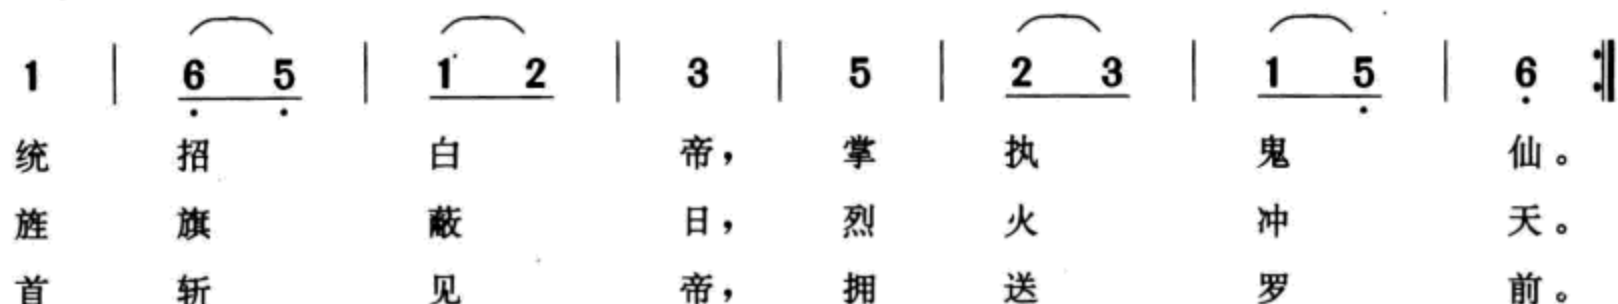 1 | 6 5 | 1 2 | 3 | 5 | 2 3 | 1 5 | 6 :‖
统 招 白 帝，掌 执 鬼 仙。
旌 旗 蔽 日，烈 火 冲 天。
首 斩 见 帝，拥 送 罗 前。